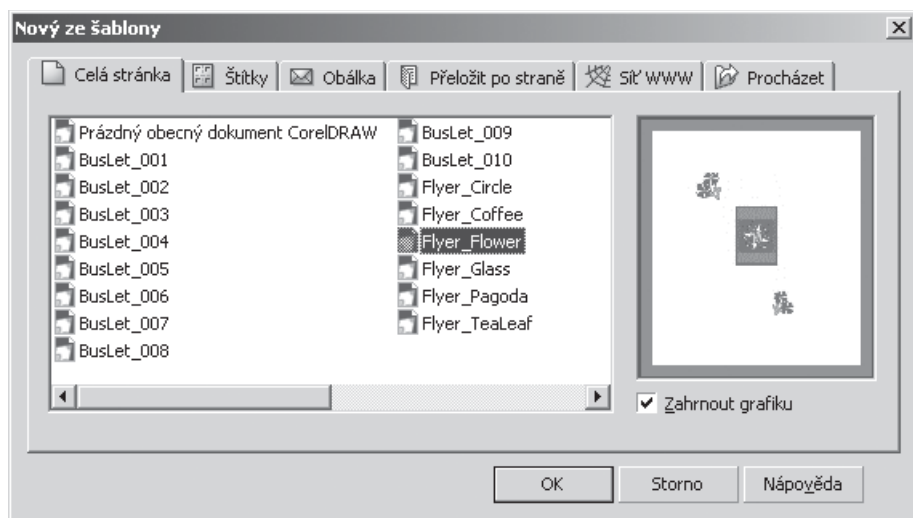 Nový ze šablony
Celá stránka Štítky Obálka Přeložit po straně Síť WWW Procházet
Prázdný obecný dokument CorelDRAW
BusLet_001
BusLet_002
BusLet_003
BusLet_004
BusLet_005
BusLet_006
BusLet_007
BusLet_008
BusLet_009
BusLet_010
Flyer_Circle
Flyer_Coffee
Flyer_Flower
Flyer_Glass
Flyer_Pagoda
Flyer_TeaLeaf
Zahrnout grafiku
OK Storno Nápověda